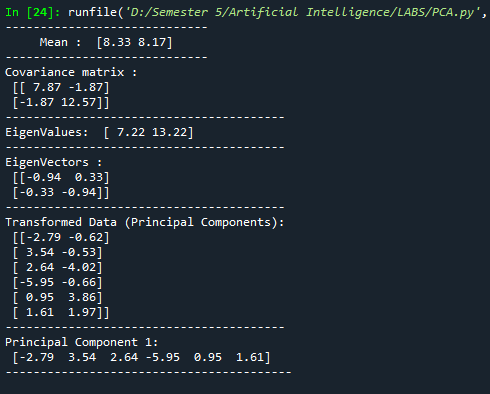 In [24]: runfile('D:/Semester 5/Artificial Intelligence/LABS/PCA.py',
-----------------------------
     Mean :  [8.33 8.17]
-----------------------------
Covariance matrix :
 [[ 7.87 -1.87]
 [-1.87 12.57]]
----------------------------------------
EigenValues:  [ 7.22 13.22]
----------------------------------------
EigenVectors :
 [[-0.94  0.33]
 [-0.33 -0.94]]
----------------------------------------
Transformed Data (Principal Components):
 [[-2.79 -0.62]
 [ 3.54 -0.53]
 [ 2.64 -4.02]
 [-5.95 -0.66]
 [ 0.95  3.86]
 [ 1.61  1.97]]
----------------------------------------
Principal Component 1:
 [-2.79  3.54  2.64 -5.95  0.95  1.61]
-----------------------------------------